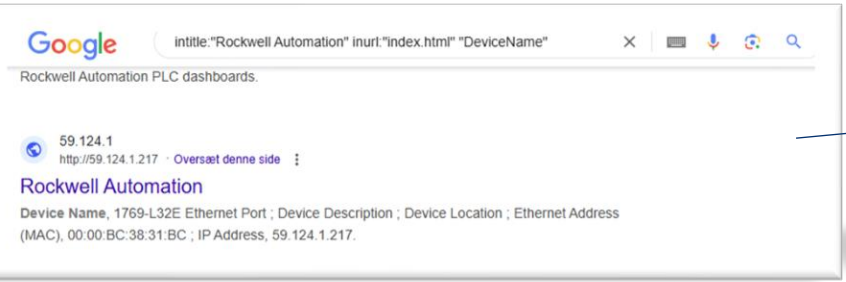 Google
intitle:"Rockwell Automation" inurl:"index.html" "DeviceName"
Rockwell Automation PLC dashboards.
59.124.1
http://59.124.1.217 · Oversæt denne side
Rockwell Automation
Device Name, 1769-L32E Ethernet Port ; Device Description ; Device Location ; Ethernet Address
(MAC), 00:00:BC:38:31:BC ; IP Address, 59.124.1.217.